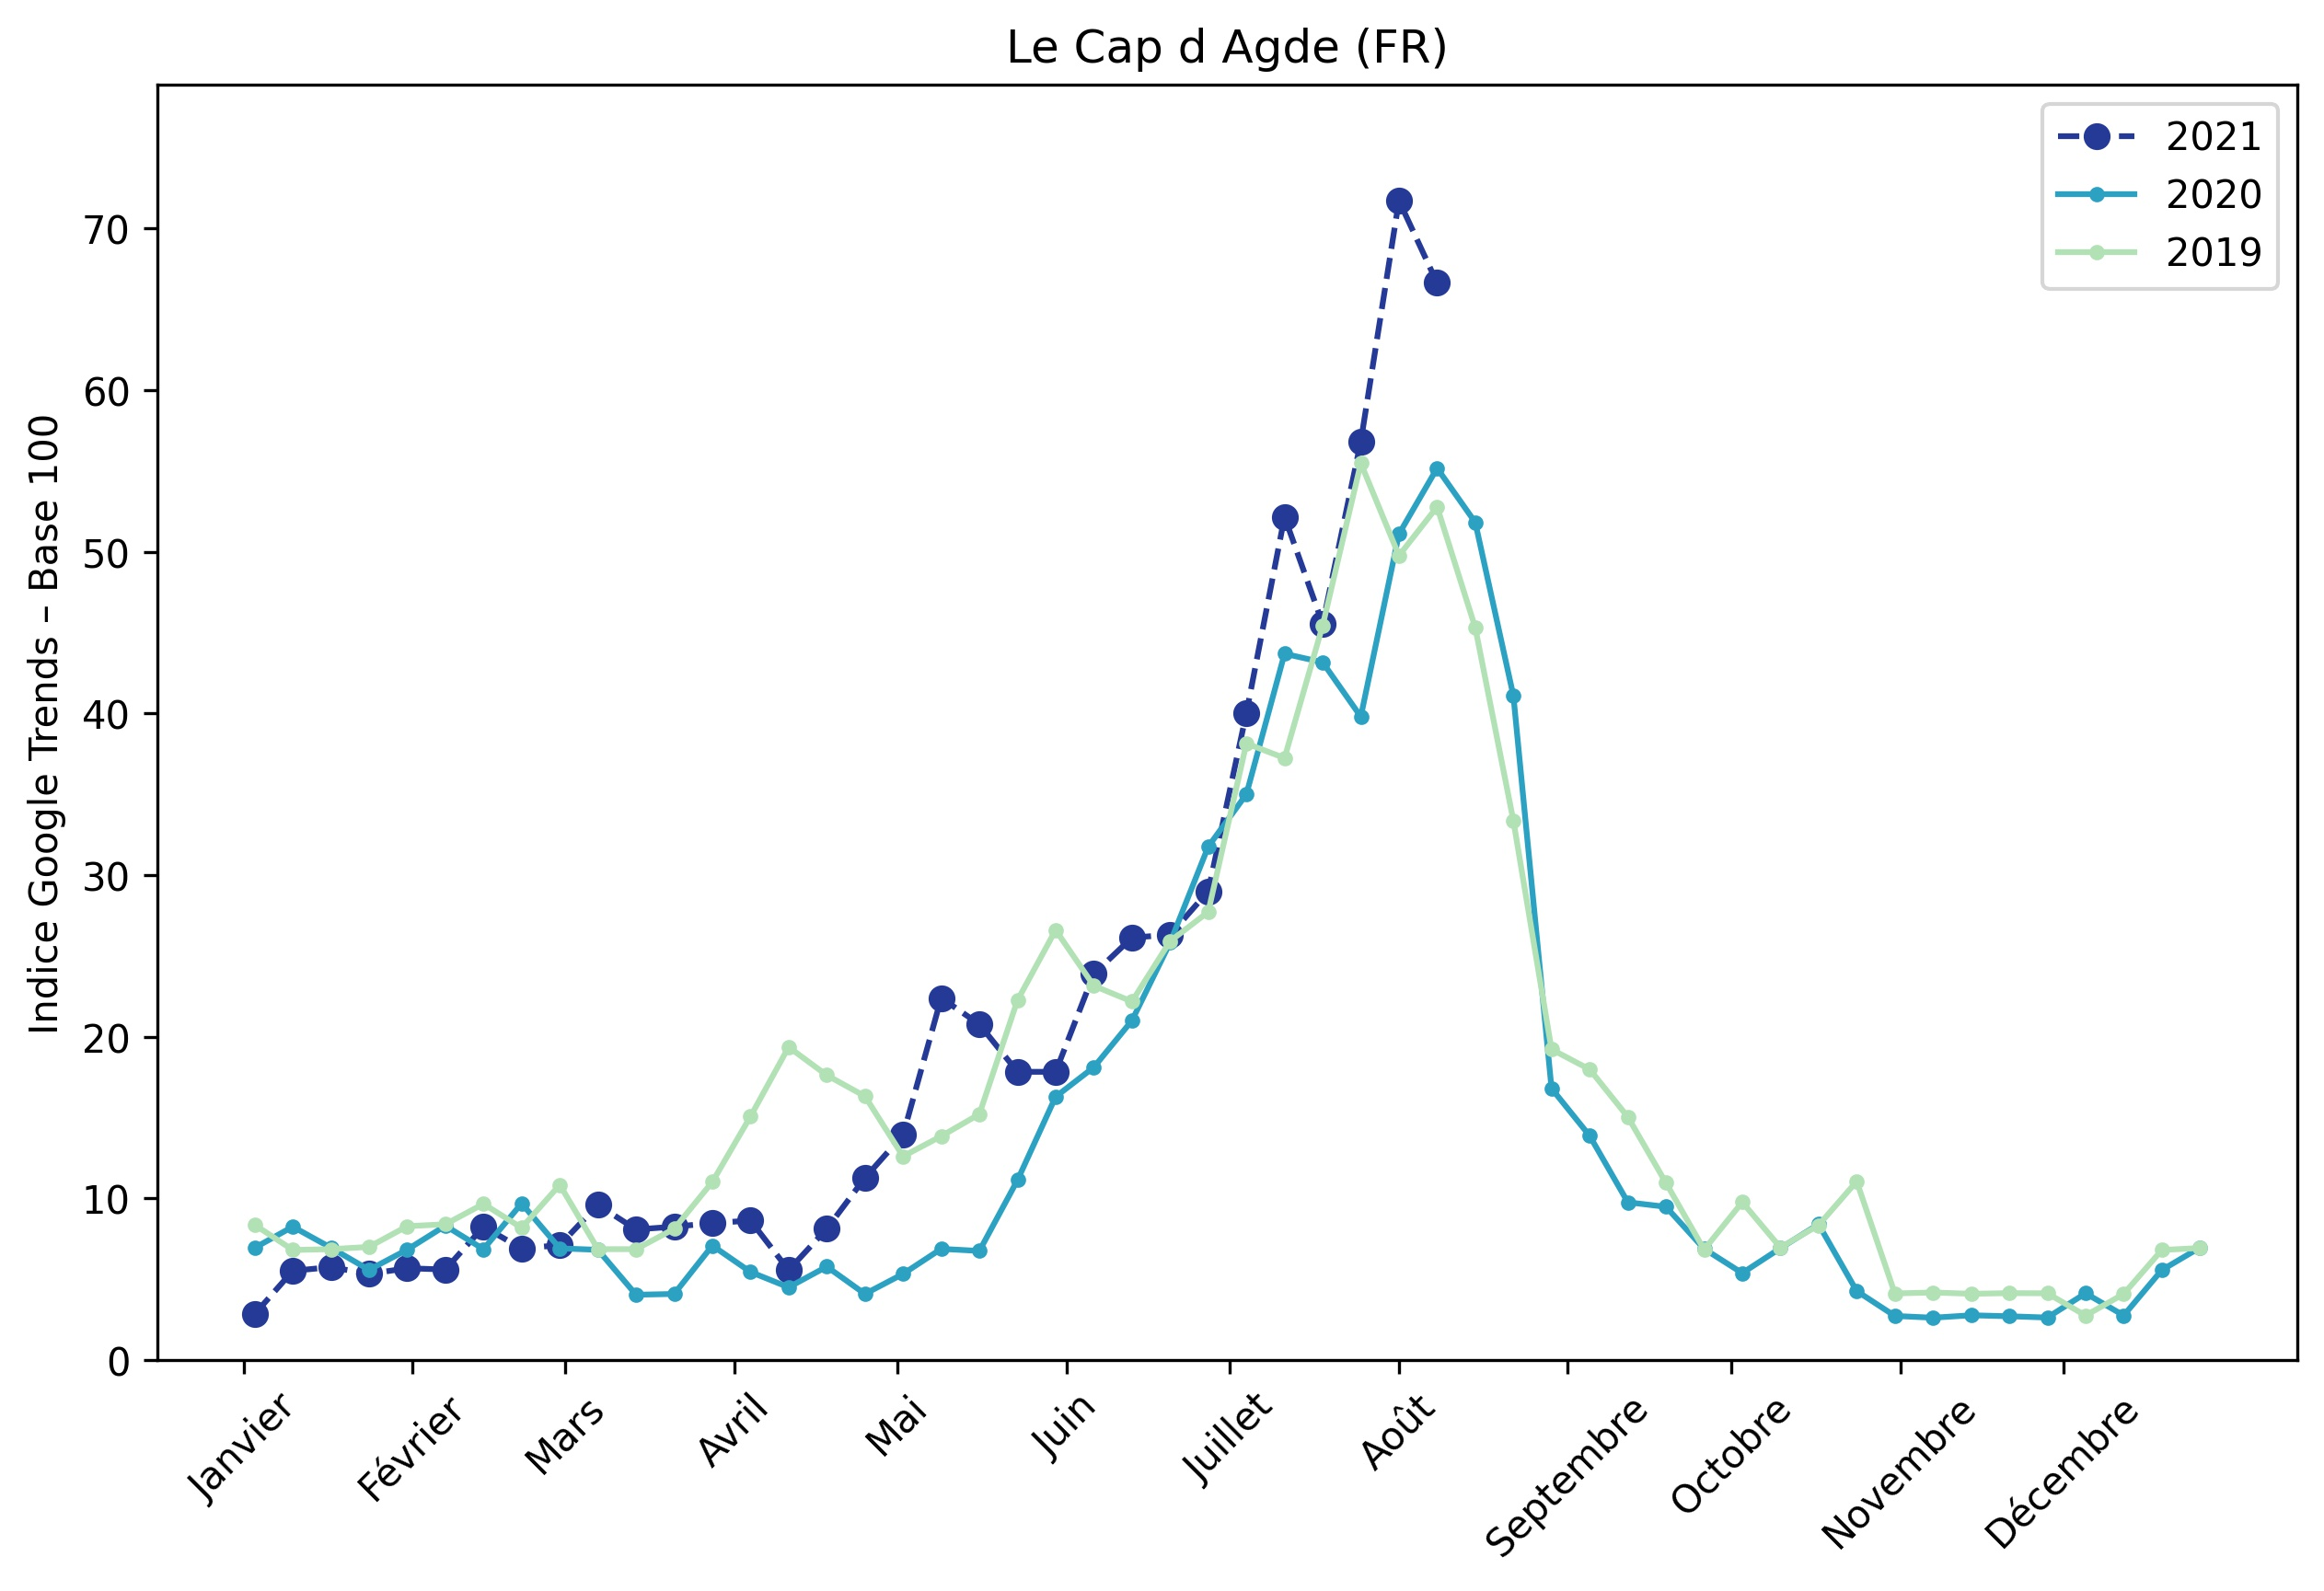 Le Cap d Agde (FR)
2021
2020
2019
Indice Google Trends – Base 100
70
60
50
40
30
20
10
0
Janvier
Février
Mars
Avril
Mai
Juin
Juillet
Août
Septembre
Octobre
Novembre
Décembre